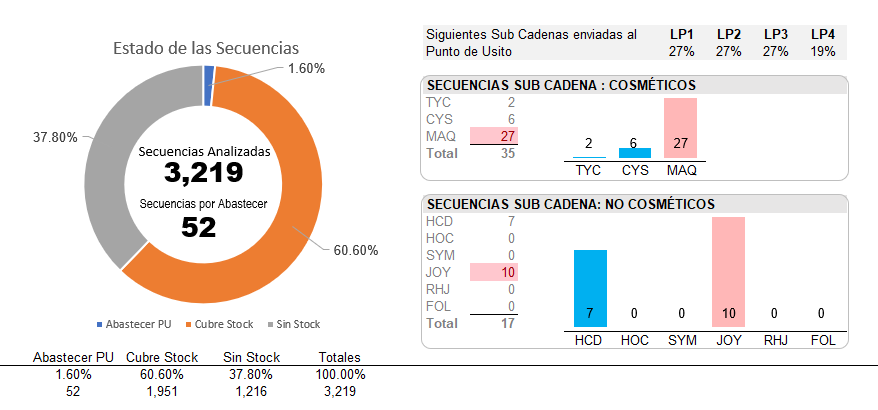 Estado de las Secuencias
1.60%
37.80%
Secuencias Analizadas
3,219
Secuencias por Abastecer
52
60.60%
Abastecer PU Cubre Stock Sin Stock
Abastecer PU Cubre Stock Sin Stock Totales
1.60% 60.60% 37.80% 100.00%
52 1,951 1,216 3,219
Siguientes Sub Cadenas enviadas al LP1 LP2 LP3 LP4
Punto de Usito 27% 27% 27% 19%
SECUENCIAS SUB CADENA : COSMÉTICOS
TYC 2
CYS 6
MAQ 27
Total 35
2 6 27
TYC CYS MAQ
SECUENCIAS SUB CADENA: NO COSMÉTICOS
HCD 7
HOC 0
SYM 0
JOY 10
RHJ 0
FOL 0
Total 17
7 0 0 10 0 0
HCD HOC SYM JOY RHJ FOL